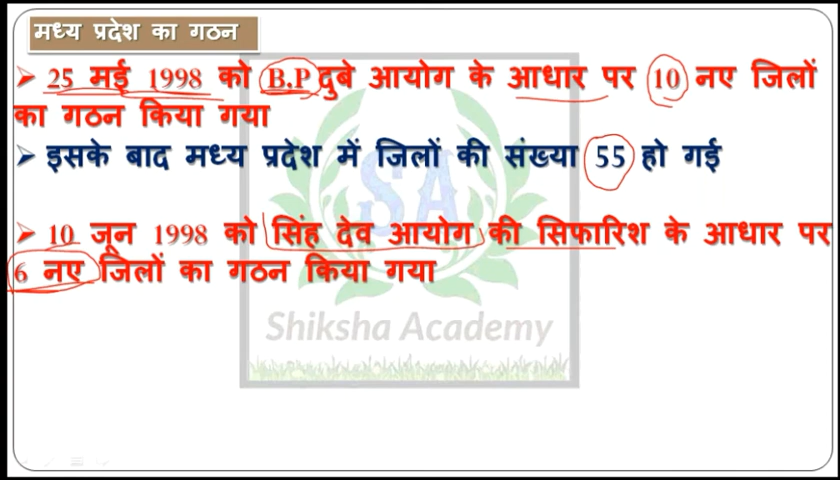 मध्य प्रदेश का गठन
➢ 25 मई 1998 को B.P दुबे आयोग के आधार पर 10 नए जिलों
का गठन किया गया
➢ इसके बाद मध्य प्रदेश में जिलों की संख्या 55 हो गई
➢ 10 जून 1998 को सिंह देव आयोग की सिफारिश के आधार पर
6 नए जिलों का गठन किया गया
SA
Shiksha Academy